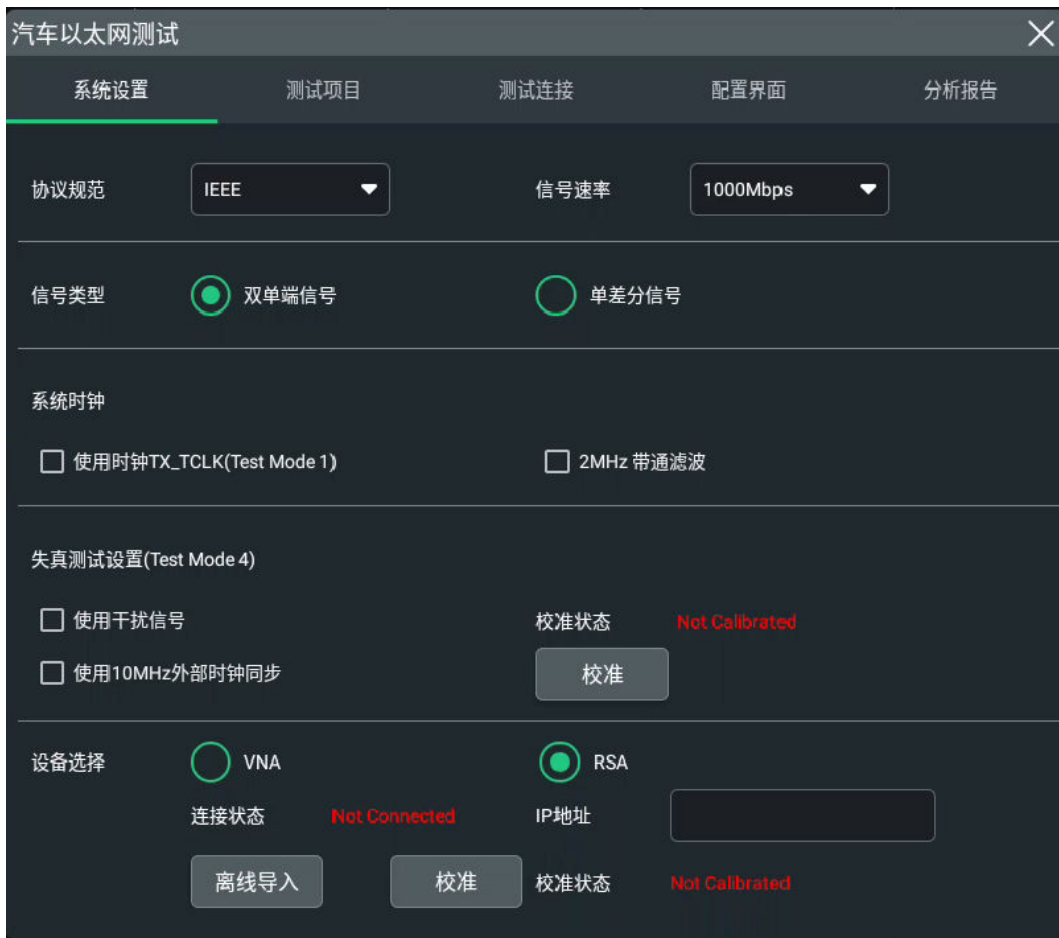 汽车以太网测试
系统设置 测试项目 测试连接 配置界面 分析报告
协议规范 IEEE 信号速率 1000Mbps
信号类型 双单端信号 单差分信号
系统时钟
使用时钟TX_TCLK(Test Mode 1) 2MHz 带通滤波
失真测试设置(Test Mode 4)
使用干扰信号 校准状态 Not Calibrated
使用10MHz外部时钟同步 校准
设备选择 VNA RSA
连接状态 Not Connected IP地址
离线导入 校准 校准状态 Not Calibrated